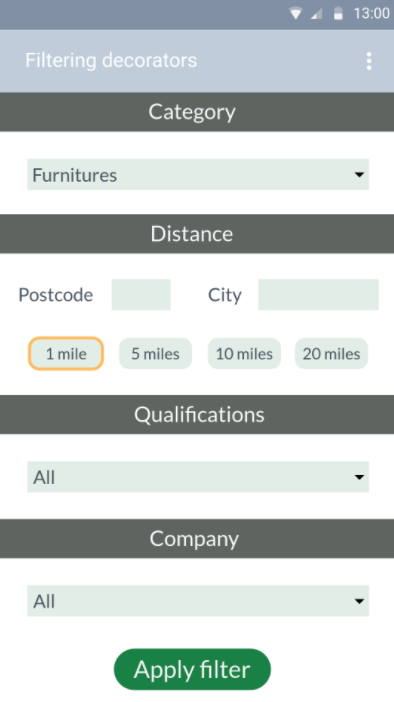 13:00
Filtering decorators
Category
Furnitures
Distance
Postcode City
1 mile 5 miles 10 miles 20 miles
Qualifications
All
Company
All
Apply filter